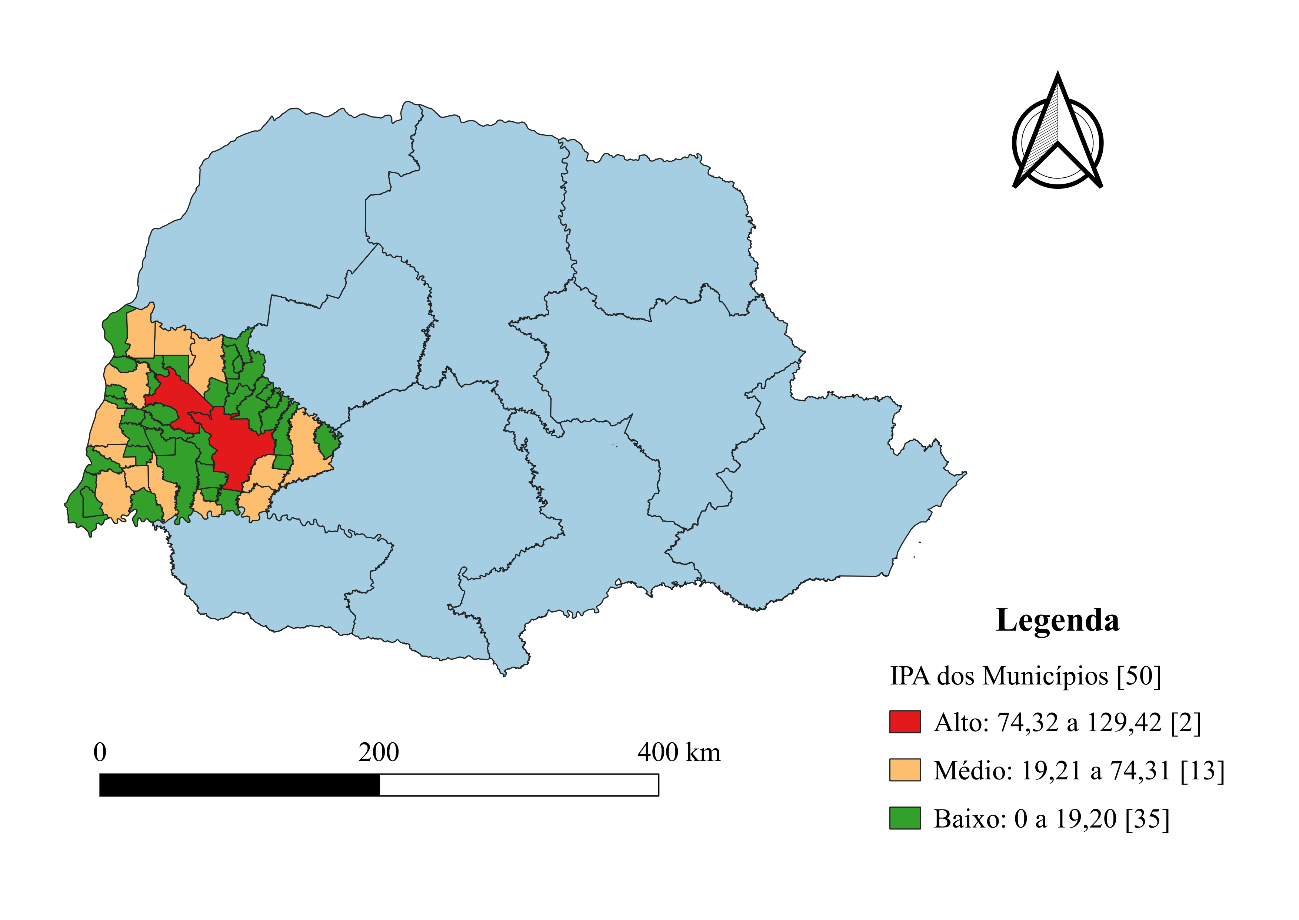 Legenda
IPA dos Municípios [50]
Alto: 74,32 a 129,42 [2]
Médio: 19,21 a 74,31 [13]
Baixo: 0 a 19,20 [35]
0 200 400 km